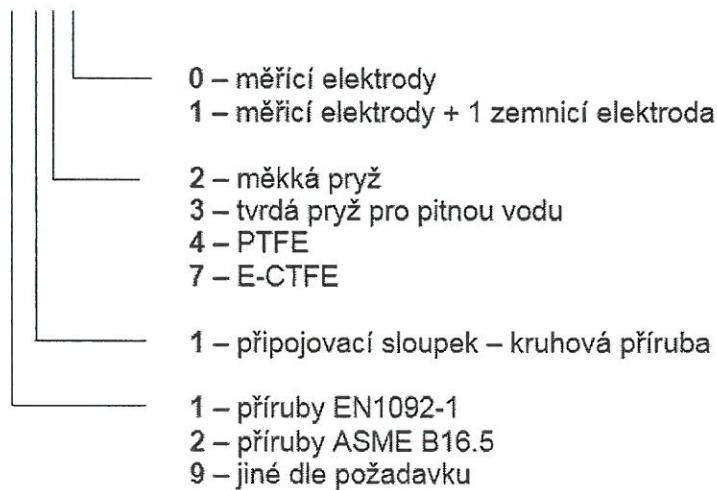 0 – měřící elektrody
1 – měřicí elektrody + 1 zemnicí elektroda
2 – měkká pryž
3 – tvrdá pryž pro pitnou vodu
4 – PTFE
7 – E-CTFE
1 – připojovací sloupek – kruhová příruba
1 – příruby EN1092-1
2 – příruby ASME B16.5
9 – jiné dle požadavku